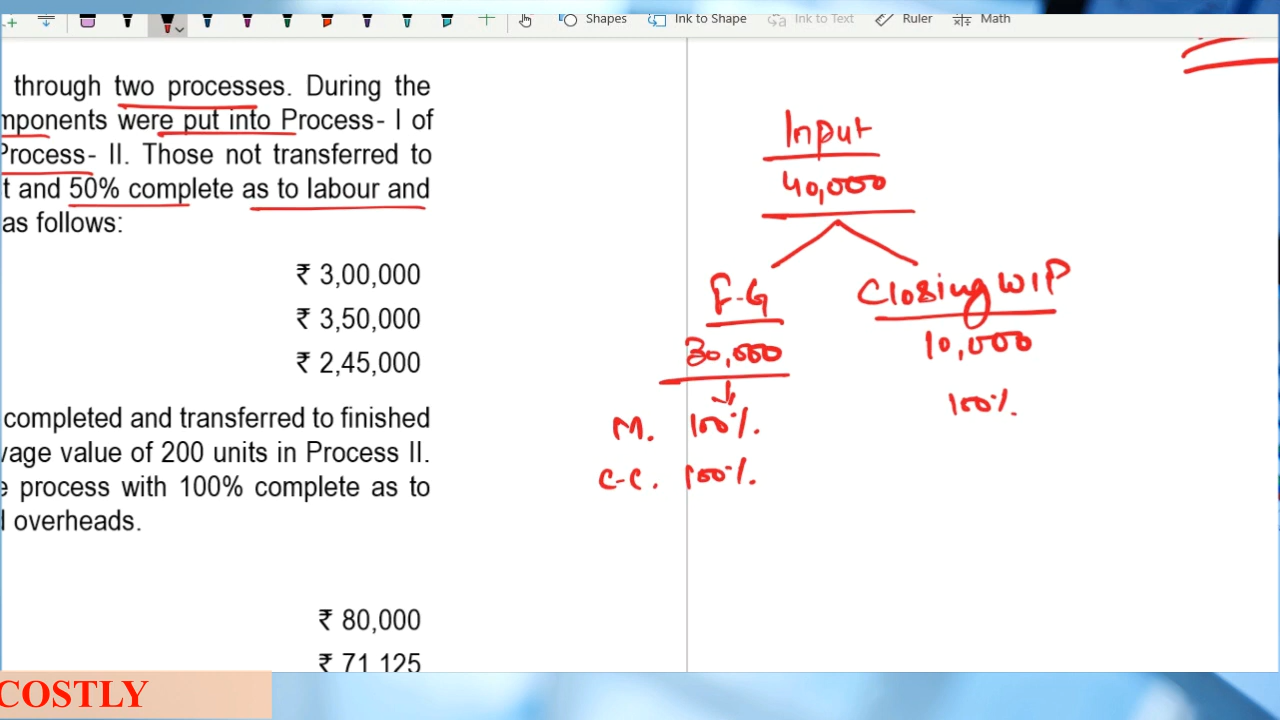 Shapes Ink to Shape Ink to Text Ruler Math
through two processes. During the
mponents were put into Process- I of
Process- II. Those not transferred to
t and 50% complete as to labour and
as follows:
₹ 3,00,000
₹ 3,50,000
₹ 2,45,000
completed and transferred to finished
vage value of 200 units in Process II.
e process with 100% complete as to
d overheads.
₹ 80,000
₹ 71,125
Input
40,000
F-G Closing WIP
30,000 10,000
M. 100% 100%
C-C. 100%
COSTLY